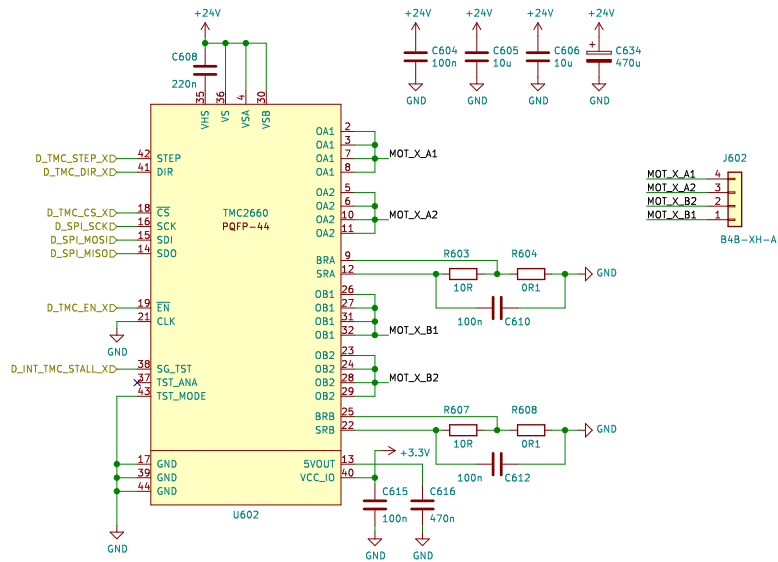 +24V
+24V +24V +24V +24V
C608
220n
C604
100n
C605
10u
C606
10u
C634
470u
GND GND GND GND
35 36 4 30
VHS VS VSA VSB
D_TMC_STEP_X 42 STEP
D_TMC_DIR_X 41 DIR
D_TMC_CS_X 18 CS
D_SPI_SCK 16 SCK
D_SPI_MOSI 15 SDI
D_SPI_MISO 14 SDO
D_TMC_EN_X 19 EN
21 CLK
GND
D_INT_TMC_STALL_X 38 SG_TST
37 TST_ANA
43 TST_MODE
17 GND
39 GND
44 GND
GND
TMC2660
PQFP-44
U602
OA1 2
OA1 3
OA1 7 MOT_X_A1
OA1 8
OA2 5
OA2 6
OA2 10 MOT_X_A2
OA2 11
BRA 9
SRA 12
R603
10R
R604
0R1
GND
100n C610
OB1 26
OB1 27
OB1 31
OB1 32 MOT_X_B1
OB2 23
OB2 24
OB2 28 MOT_X_B2
OB2 29
BRB 25
SRB 22
R607
10R
R608
0R1
GND
100n C612
+3.3V
5VOUT 13
VCC_IO 40
C615
100n
C616
470n
GND GND
J602
MOT_X_A1 4
MOT_X_A2 3
MOT_X_B2 2
MOT_X_B1 1
B4B-XH-A